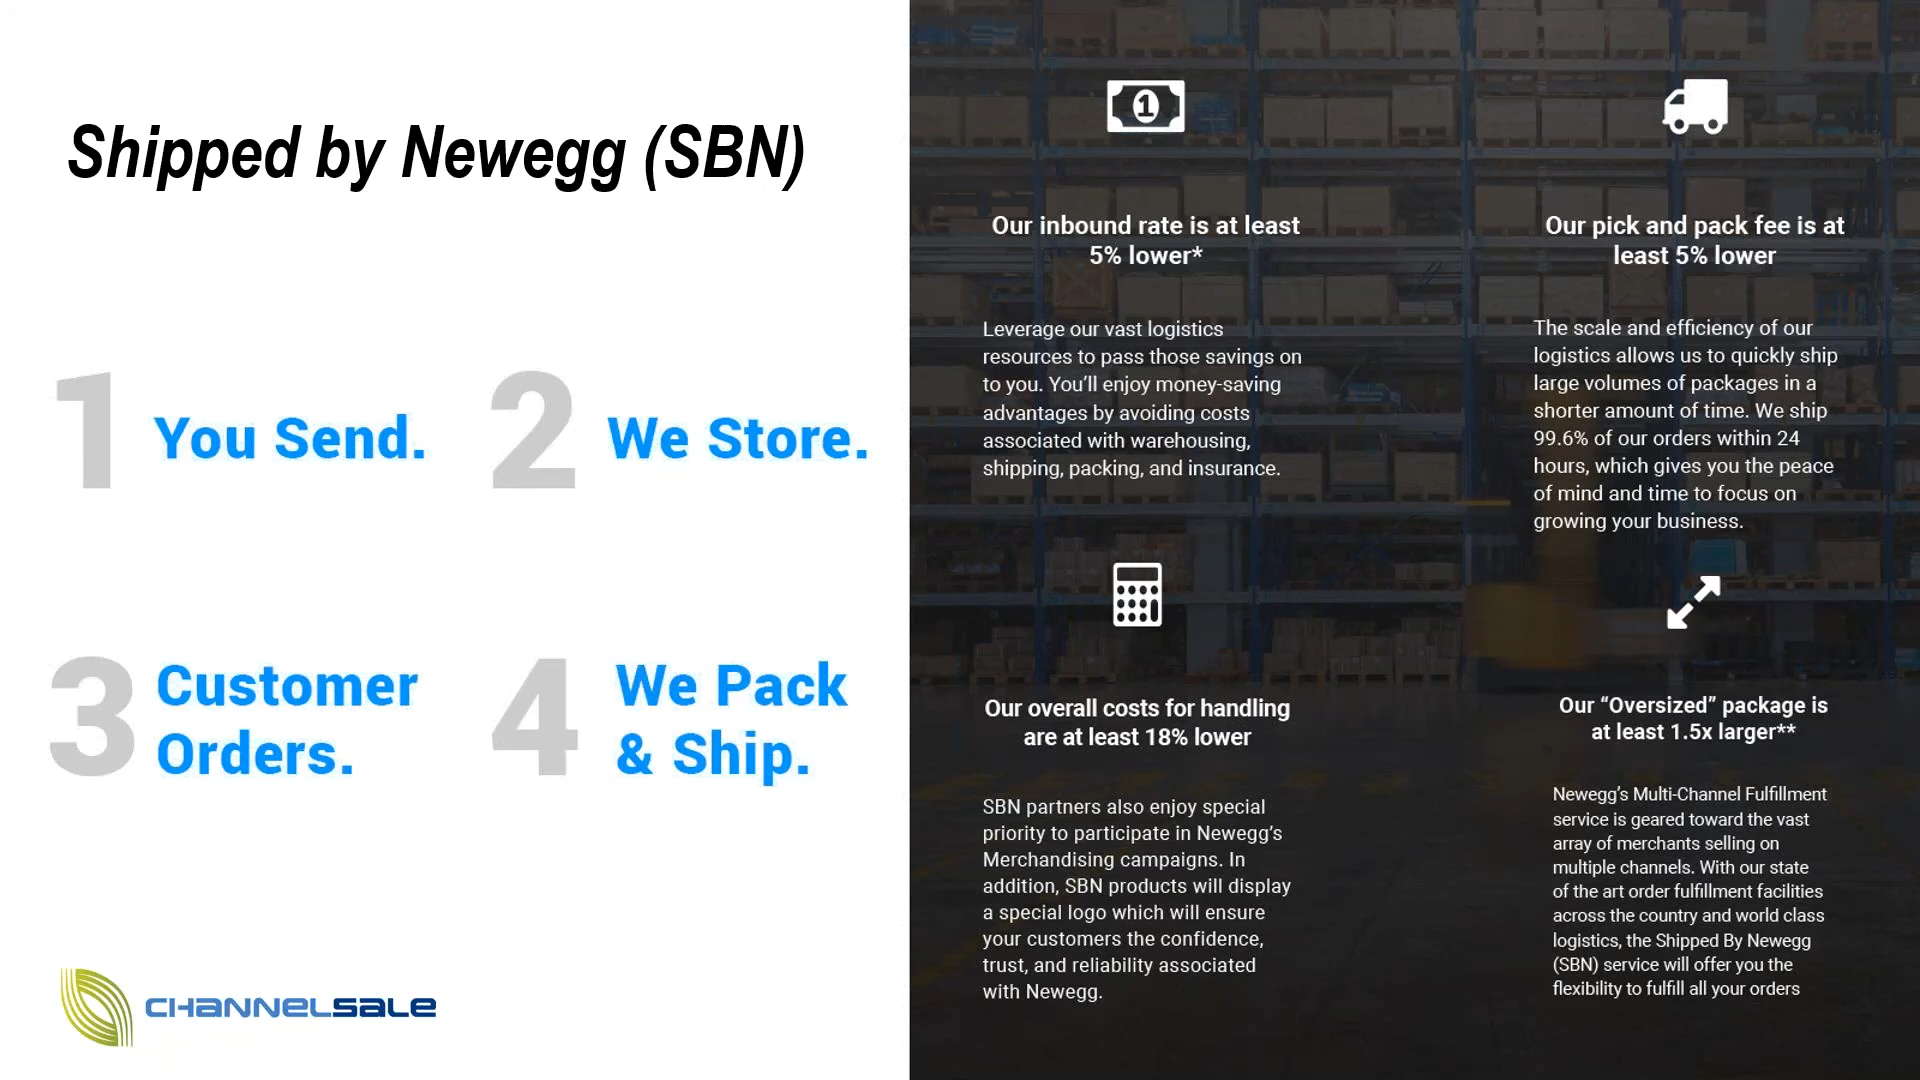 Shipped by Newegg (SBN)
1 You Send.
2 We Store.
3 Customer
Orders.
4 We Pack
& Ship.
CHANNELSALE
1
Our inbound rate is at least
5% lower*
Leverage our vast logistics
resources to pass those savings on
to you. You’ll enjoy money-saving
advantages by avoiding costs
associated with warehousing,
shipping, packing, and insurance.
Our pick and pack fee is at
least 5% lower
The scale and efficiency of our
logistics allows us to quickly ship
large volumes of packages in a
shorter amount of time. We ship
99.6% of our orders within 24
hours, which gives you the peace
of mind and time to focus on
growing your business.
Our overall costs for handling
are at least 18% lower
SBN partners also enjoy special
priority to participate in Newegg’s
Merchandising campaigns. In
addition, SBN products will display
a special logo which will ensure
your customers the confidence,
trust, and reliability associated
with Newegg.
Our “Oversized” package is
at least 1.5x larger**
Newegg’s Multi-Channel Fulfillment
service is geared toward the vast
array of merchants selling on
multiple channels. With our state
of the art order fulfillment facilities
across the country and world class
logistics, the Shipped By Newegg
(SBN) service will offer you the
flexibility to fulfill all your orders